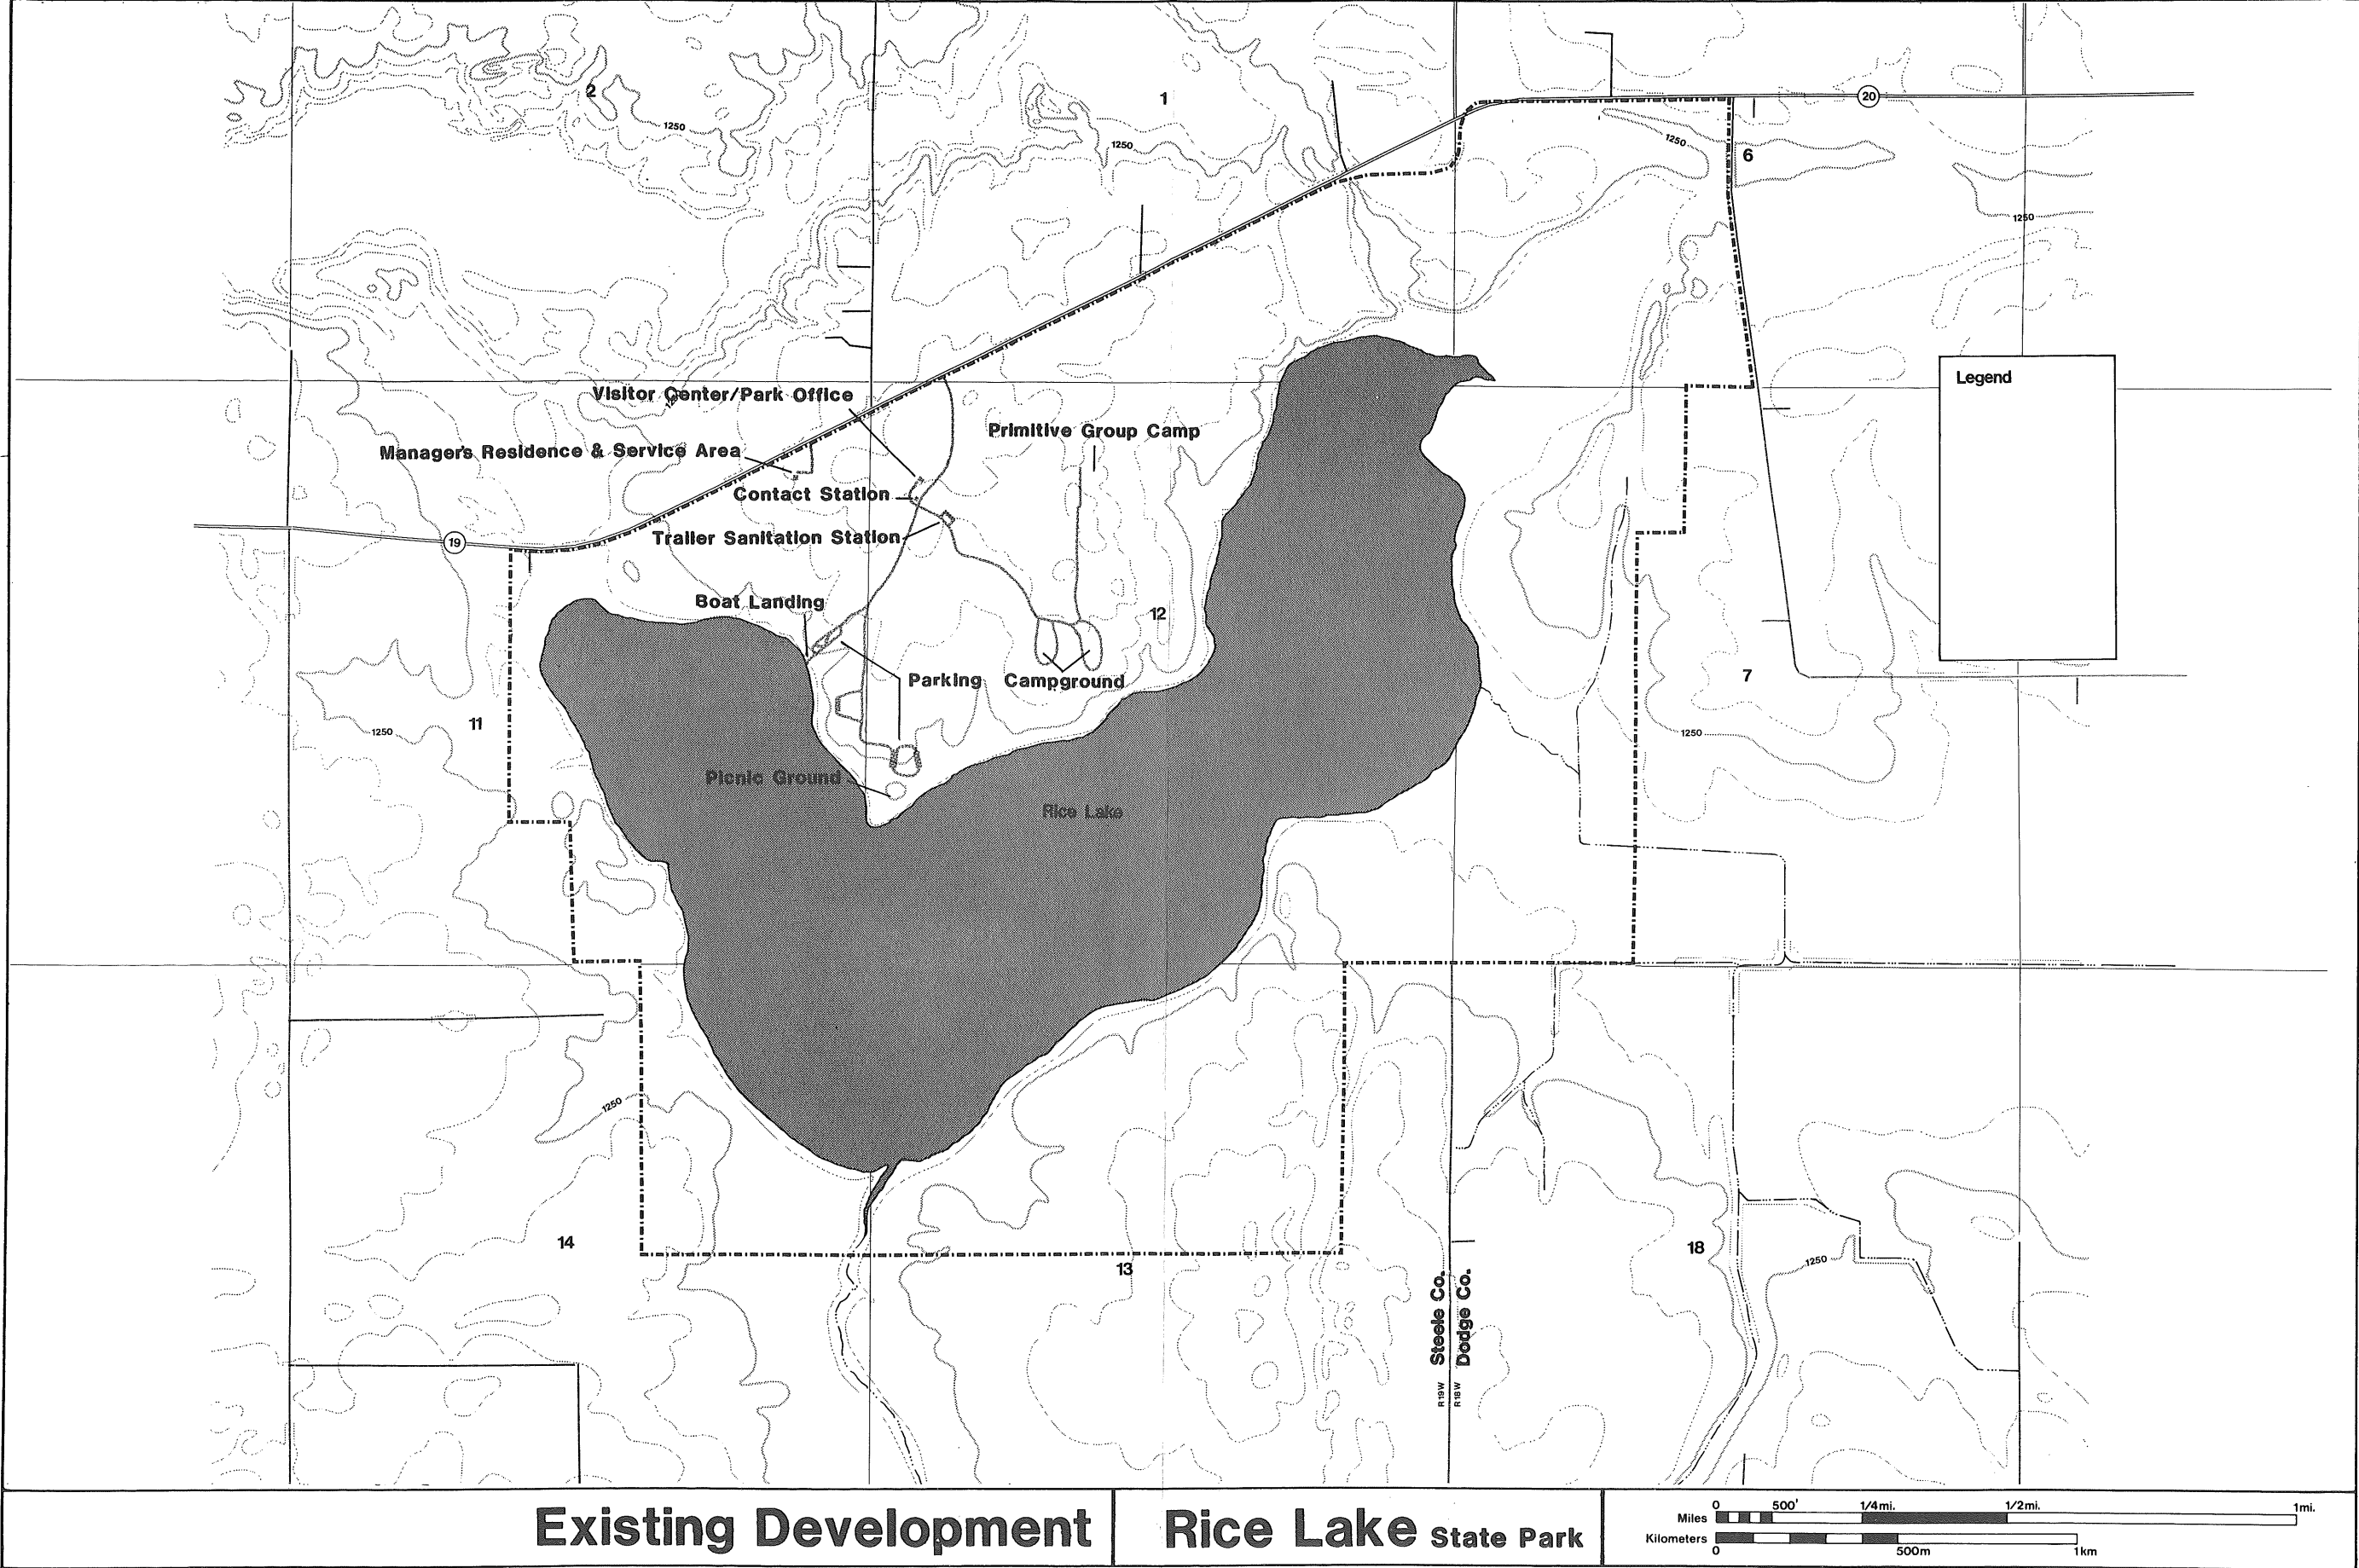 2
1
20
1250
1250
1250
6
1250
Legend
Visitor Center/Park Office
Primitive Group Camp
Manager's Residence & Service Area
Contact Station
19
Trailer Sanitation Station
Boat Landing
12
Parking
Campground
7
11
1250
1250
Picnic Ground
Rice Lake
1250
14
18
1250
13
Steele Co.
Dodge Co.
R19W
R18W
Existing Development
Rice Lake State Park
0 500' 1/4mi. 1/2mi. 1mi.
Miles
Kilometers
0 500m 1km